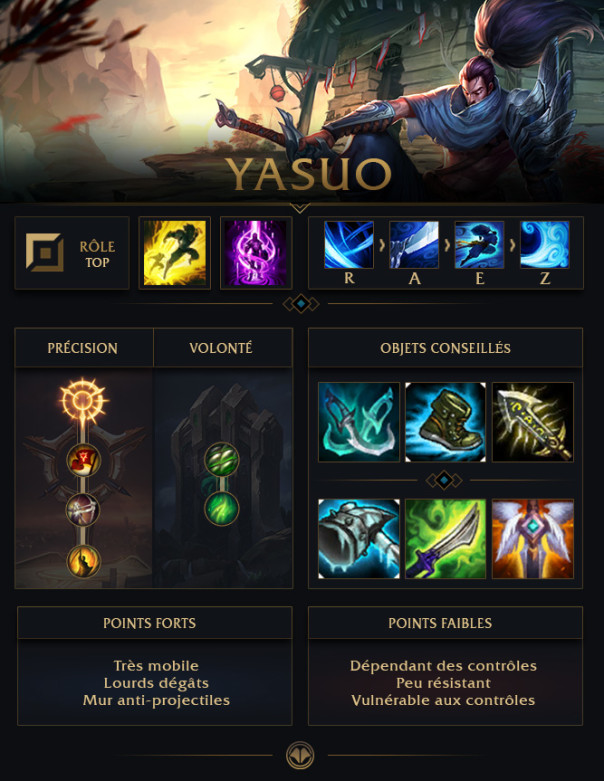 YASUO
RÔLE
TOP
R A E Z
PRÉCISION
VOLONTÉ
OBJETS CONSEILLÉS
POINTS FORTS
Très mobile
Lourds dégâts
Mur anti-projectiles
POINTS FAIBLES
Dépendant des contrôles
Peu résistant
Vulnérable aux contrôles